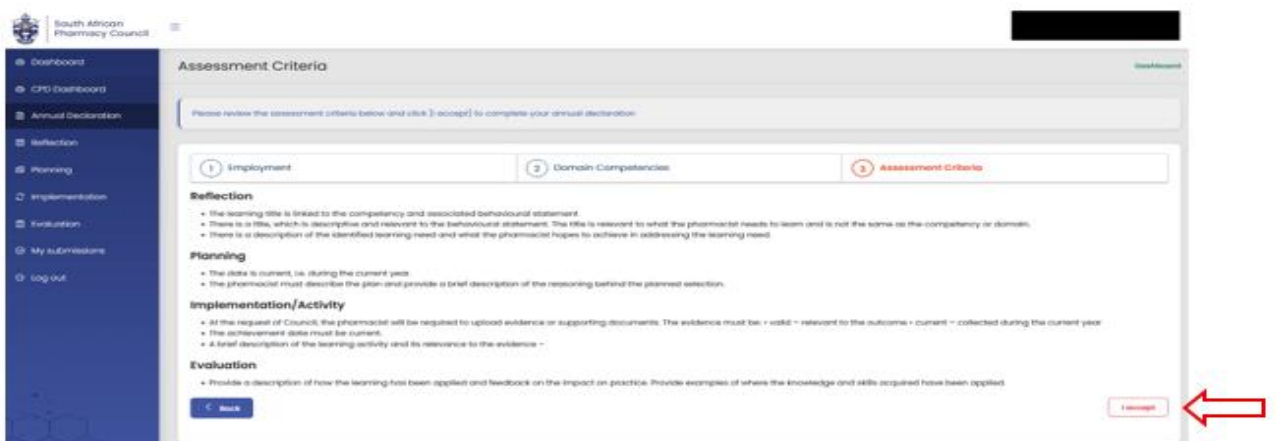 South African
Pharmacy Council
Dashboard
CPD Dashboard
Annual Declaration
Reflection
Planning
Implementation
Evaluation
My submissions
Log out
Assessment Criteria
Dashboard
Please review the assessment criteria below and click [I accept] to complete your annual declaration
1 Employment
2 Domain Competencies
3 Assessment Criteria
Reflection
• The learning title is linked to the competency and associated behavioural statement
• There is a title, which is descriptive and relevant to the behavioural statement. The title is relevant to what the pharmacist needs to learn and is not the same as the competency or domain.
• There is a description of the identified learning need and what the pharmacist hopes to achieve in addressing the learning need.
Planning
• The date is current, i.e. during the current year.
• The pharmacist must describe the plan and provide a brief description of the reasoning behind the planned selection.
Implementation/Activity
• At the request of Council, the pharmacist will be required to upload evidence or supporting documents. The evidence must be: • valid – relevant to the outcome • current – collected during the current year
• The achievement date must be current.
• A brief description of the learning activity and its relevance to the evidence –
Evaluation
• Provide a description of how the learning has been applied and feedback on the impact on practice. Provide examples of where the knowledge and skills acquired have been applied.
< Back
I accept